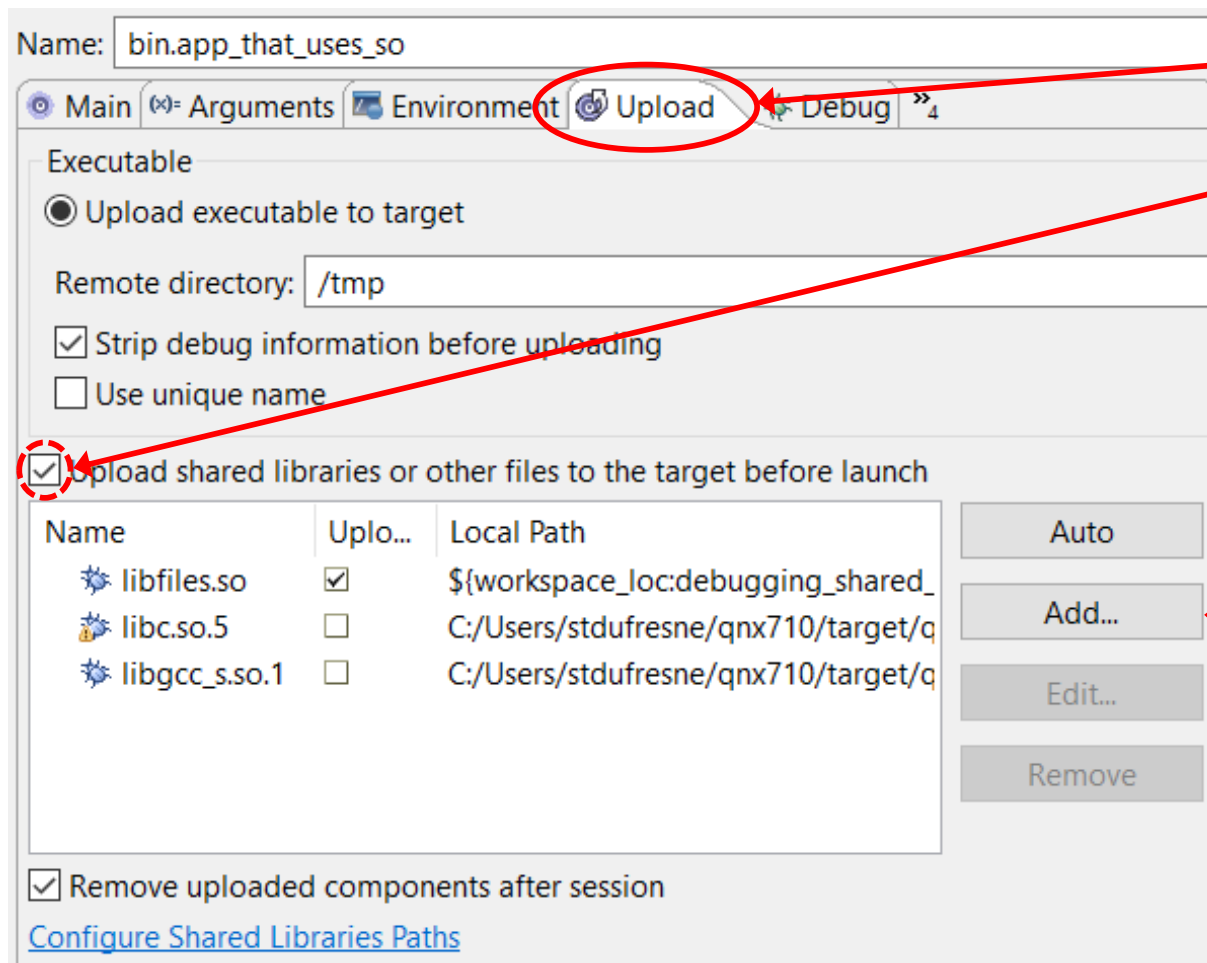 Name: bin.app_that_uses_so
Main (x)= Arguments Environment Upload Debug »4
Executable
Upload executable to target
Remote directory: /tmp
Strip debug information before uploading
Use unique name
Upload shared libraries or other files to the target before launch
Name Uplo... Local Path
Auto
libfiles.so ${workspace_loc:debugging_shared_
Add...
libc.so.5 C:/Users/stdufresne/qnx710/target/q
libgcc_s.so.1 C:/Users/stdufresne/qnx710/target/q
Edit...
Remove
Remove uploaded components after session
Configure Shared Libraries Paths